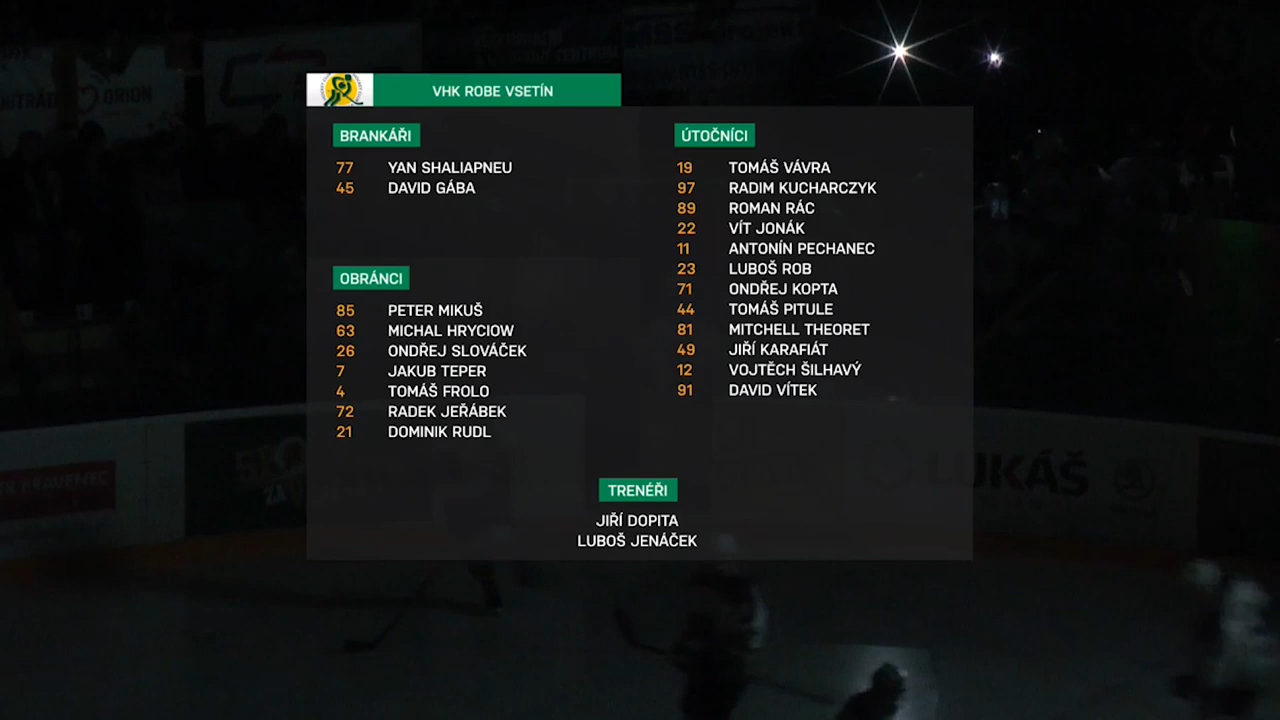 VHK ROBE VSETÍN
BRANKÁŘI
77 YAN SHALIAPNEU
45 DAVID GÁBA
OBRÁNCI
85 PETER MIKUŠ
63 MICHAL HRYCIOW
26 ONDŘEJ SLOVÁČEK
7 JAKUB TEPER
4 TOMÁŠ FROLO
72 RADEK JEŘÁBEK
21 DOMINIK RUDL
ÚTOČNÍCI
19 TOMÁŠ VÁVRA
97 RADIM KUCHARCZYK
89 ROMAN RÁC
22 VÍT JONÁK
11 ANTONÍN PECHANEC
23 LUBOŠ ROB
71 ONDŘEJ KOPTA
44 TOMÁŠ PITULE
81 MITCHELL THEORET
49 JIŘÍ KARAFIÁT
12 VOJTĚCH ŠILHAVÝ
91 DAVID VÍTEK
TRENÉŘI
JIŘÍ DOPITA
LUBOŠ JENÁČEK
ORION
LUKÁŠ